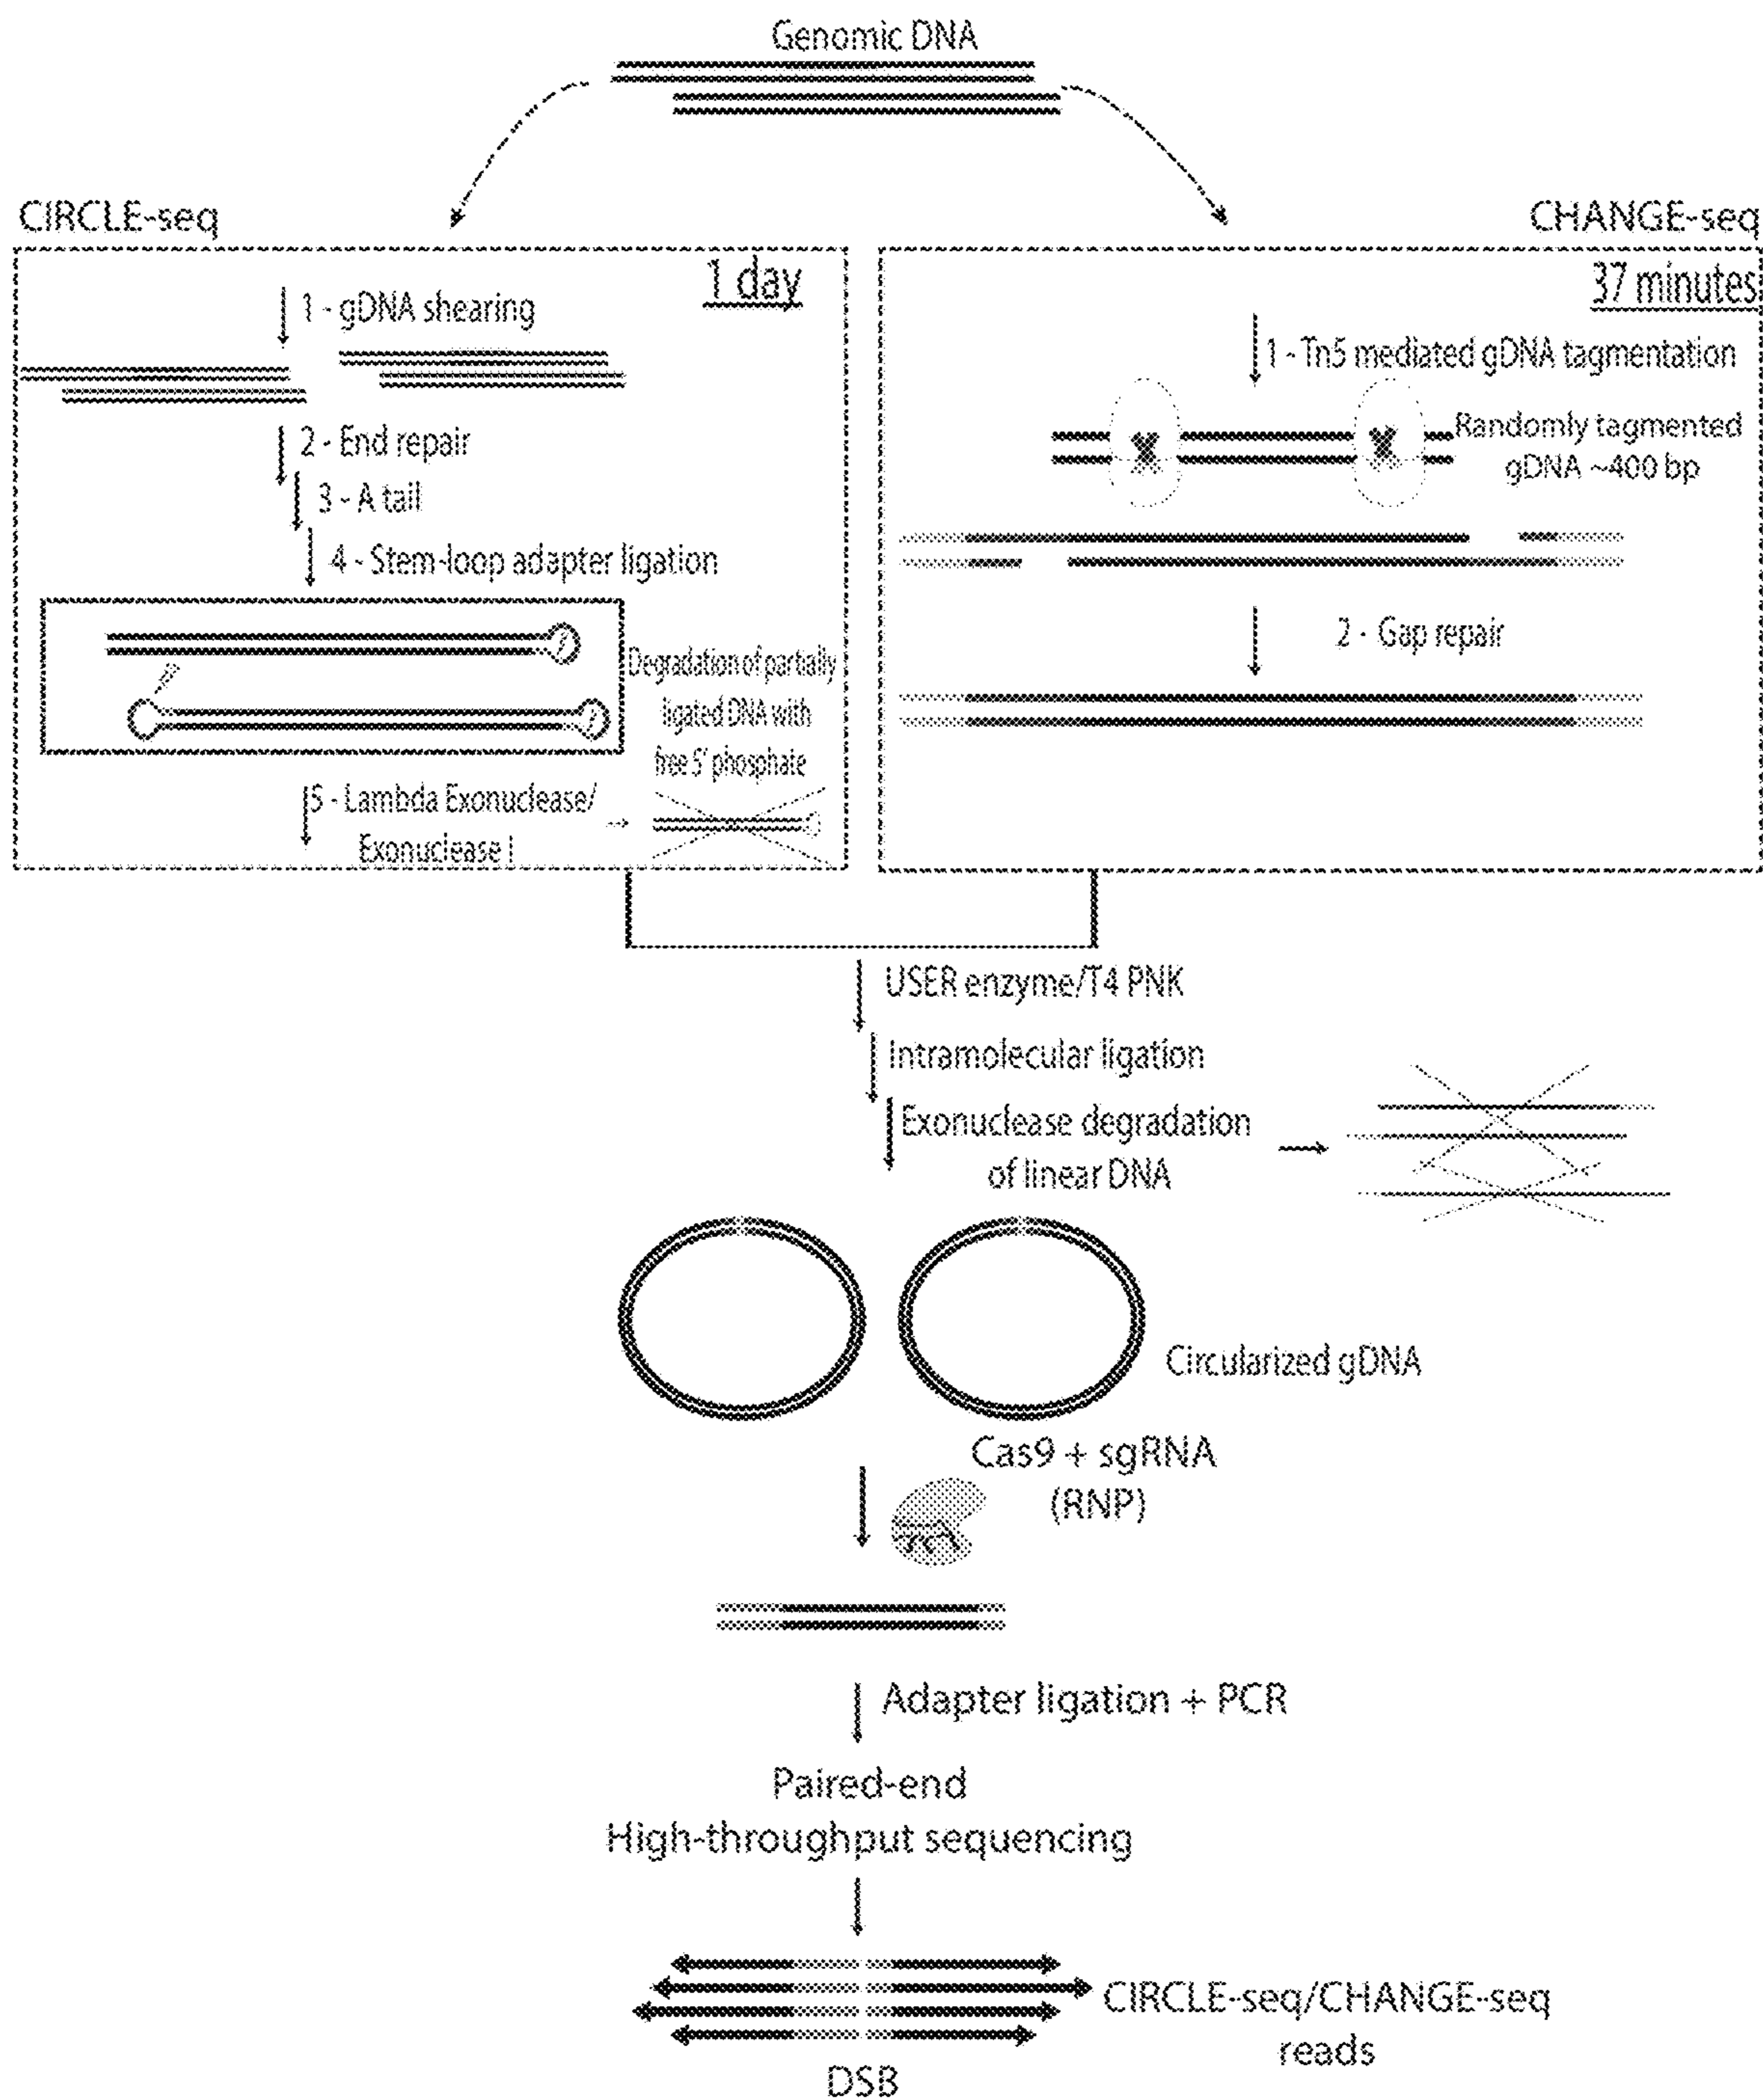 Genomic DNA
CIRCLE-seq
1 day
1 - gDNA shearing
2 - End repair
3 - A tail
4 - Stem-loop adapter ligation
Degradation of partially
ligated DNA with
free 5' phosphate
5 - Lambda Exonuclease/
Exonuclease I
CHANGE-seq
37 minutes
1 - Tn5 mediated gDNA tagmentation
Randomly tagmented
gDNA ~400 bp
2 - Gap repair
USER enzyme/T4 PNK
Intramolecular ligation
Exonuclease degradation
of linear DNA
Circularized gDNA
Cas9 + sgRNA
(RNP)
Adapter ligation + PCR
Paired-end
High-throughput sequencing
CIRCLE-seq/CHANGE-seq
reads
DSB